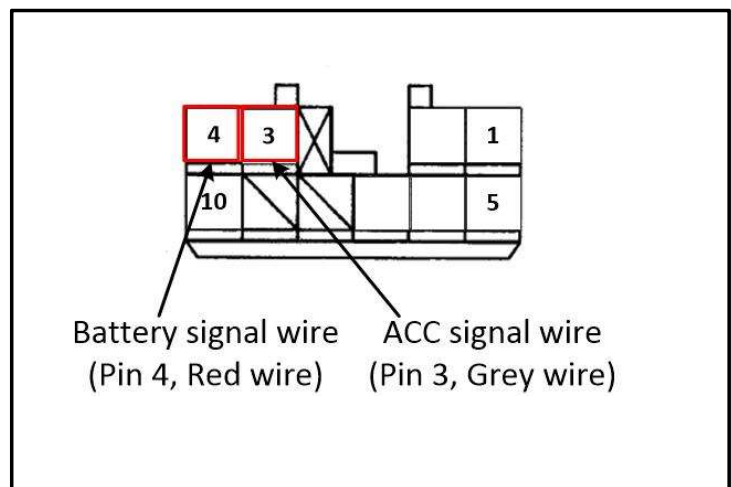 4 3 1
10 5
Battery signal wire ACC signal wire
(Pin 4, Red wire) (Pin 3, Grey wire)